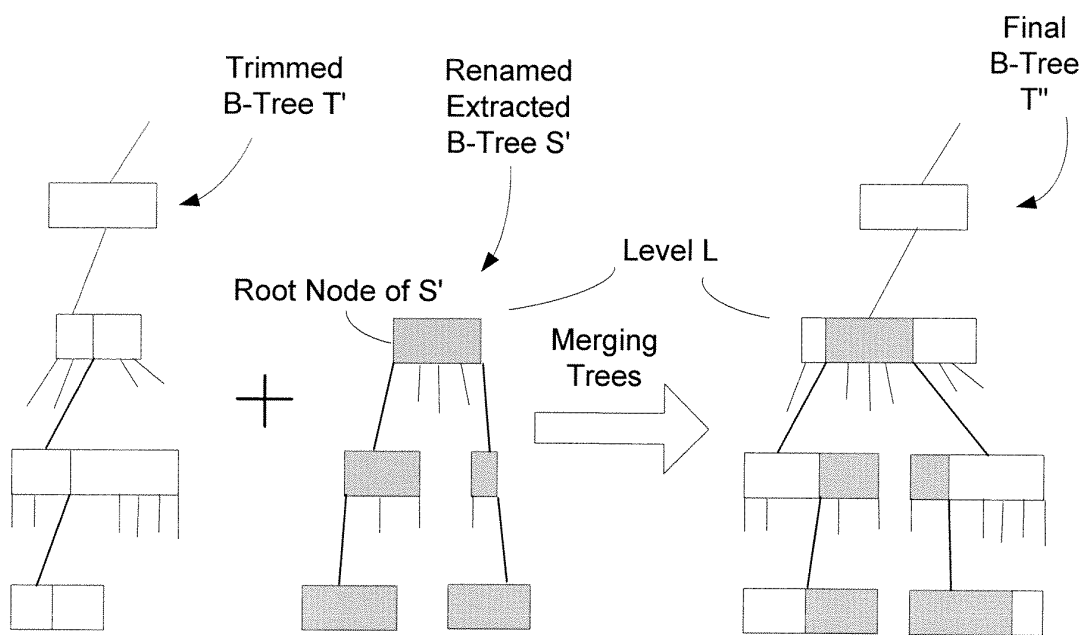 Trimmed
B-Tree T'
Renamed
Extracted
B-Tree S'
Final
B-Tree
T"
Level L
Root Node of S'
Merging
Trees